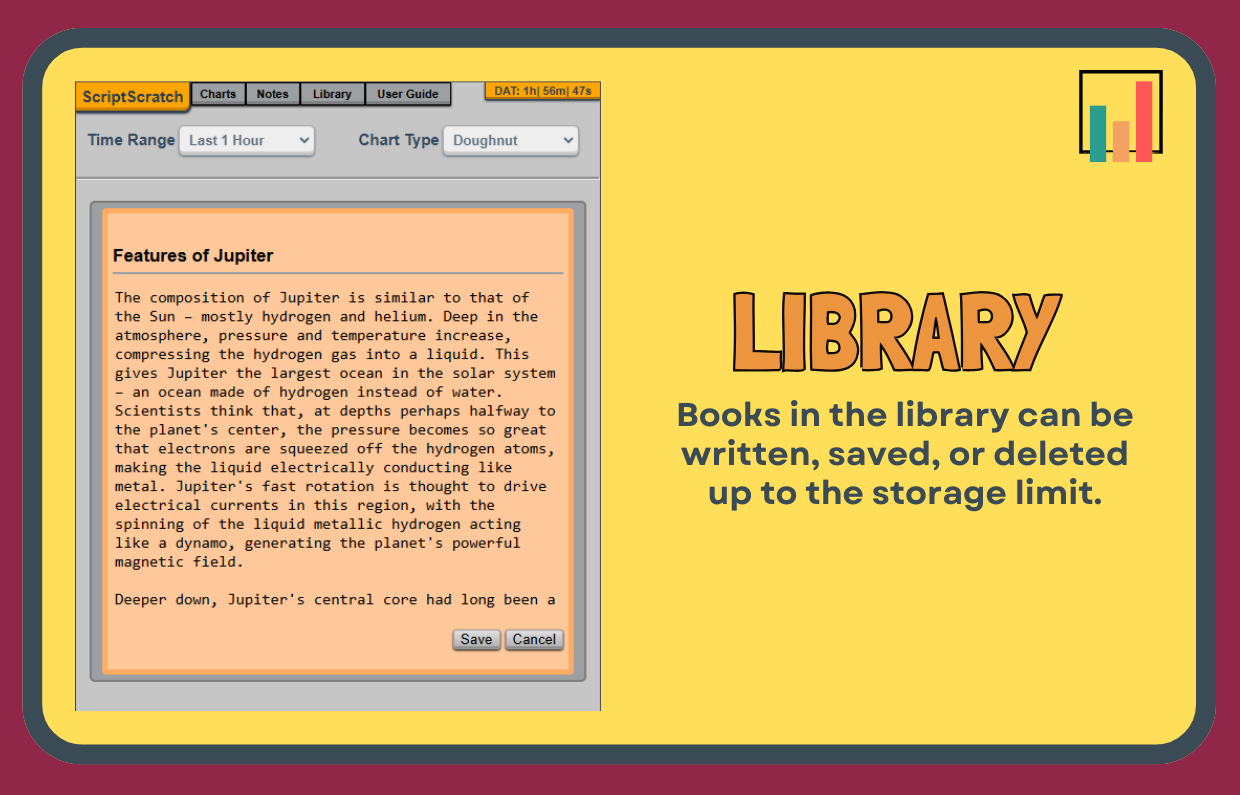 ScriptScratch Charts Notes Library User Guide DAT: 1h| 56m| 47s
Time Range Last 1 Hour Chart Type Doughnut
Features of Jupiter
The composition of Jupiter is similar to that of
the Sun – mostly hydrogen and helium. Deep in the
atmosphere, pressure and temperature increase,
compressing the hydrogen gas into a liquid. This
gives Jupiter the largest ocean in the solar system
– an ocean made of hydrogen instead of water.
Scientists think that, at depths perhaps halfway to
the planet's center, the pressure becomes so great
that electrons are squeezed off the hydrogen atoms,
making the liquid electrically conducting like
metal. Jupiter's fast rotation is thought to drive
electrical currents in this region, with the
spinning of the liquid metallic hydrogen acting
like a dynamo, generating the planet's powerful
magnetic field.
Deeper down, Jupiter's central core had long been a
Save Cancel
LIBRARY
Books in the library can be
written, saved, or deleted
up to the storage limit.